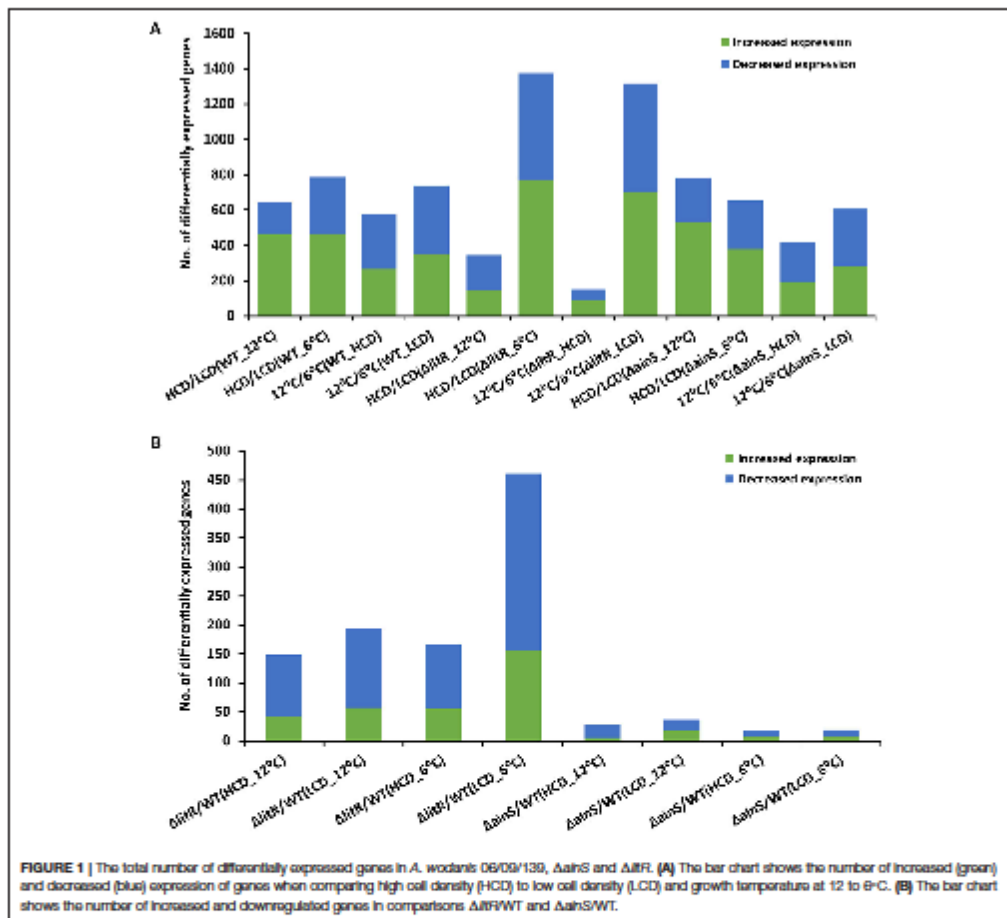 A
No. of differentially expressed genes
1600
1400
1200
1000
800
600
400
200
0
Increased expression
Decreased expression
HCD/LCD(WT_12°C)
HCD/LCD(WT_6°C)
12°C/6°C(WT_HCD)
12°C/6°C(WT_LCD)
HCD/LCD(ΔlitR_12°C)
HCD/LCD(ΔlitR_6°C)
12°C/6°C(ΔlitR_HCD)
12°C/6°C(ΔlitR_LCD)
HCD/LCD(ΔainS_12°C)
HCD/LCD(ΔainS_6°C)
12°C/6°C(ΔainS_HCD)
12°C/6°C(ΔainS_LCD)
B
No. of differentially expressed genes
500
450
400
350
300
250
200
150
100
50
0
Increased expression
Decreased expression
ΔlitR/WT(HCD_12°C)
ΔlitR/WT(LCD_12°C)
ΔlitR/WT(HCD_6°C)
ΔlitR/WT(LCD_6°C)
ΔainS/WT(HCD_12°C)
ΔainS/WT(LCD_12°C)
ΔainS/WT(HCD_6°C)
ΔainS/WT(LCD_6°C)
FIGURE 1 | The total number of differentially expressed genes in A. wodanis 06/09/139, ΔainS and ΔlitR. (A) The bar chart shows the number of increased (green)
and decreased (blue) expression of genes when comparing high cell density (HCD) to low cell density (LCD) and growth temperature at 12 to 6°C. (B) The bar chart
shows the number of increased and downregulated genes in comparisons ΔlitR/WT and ΔainS/WT.